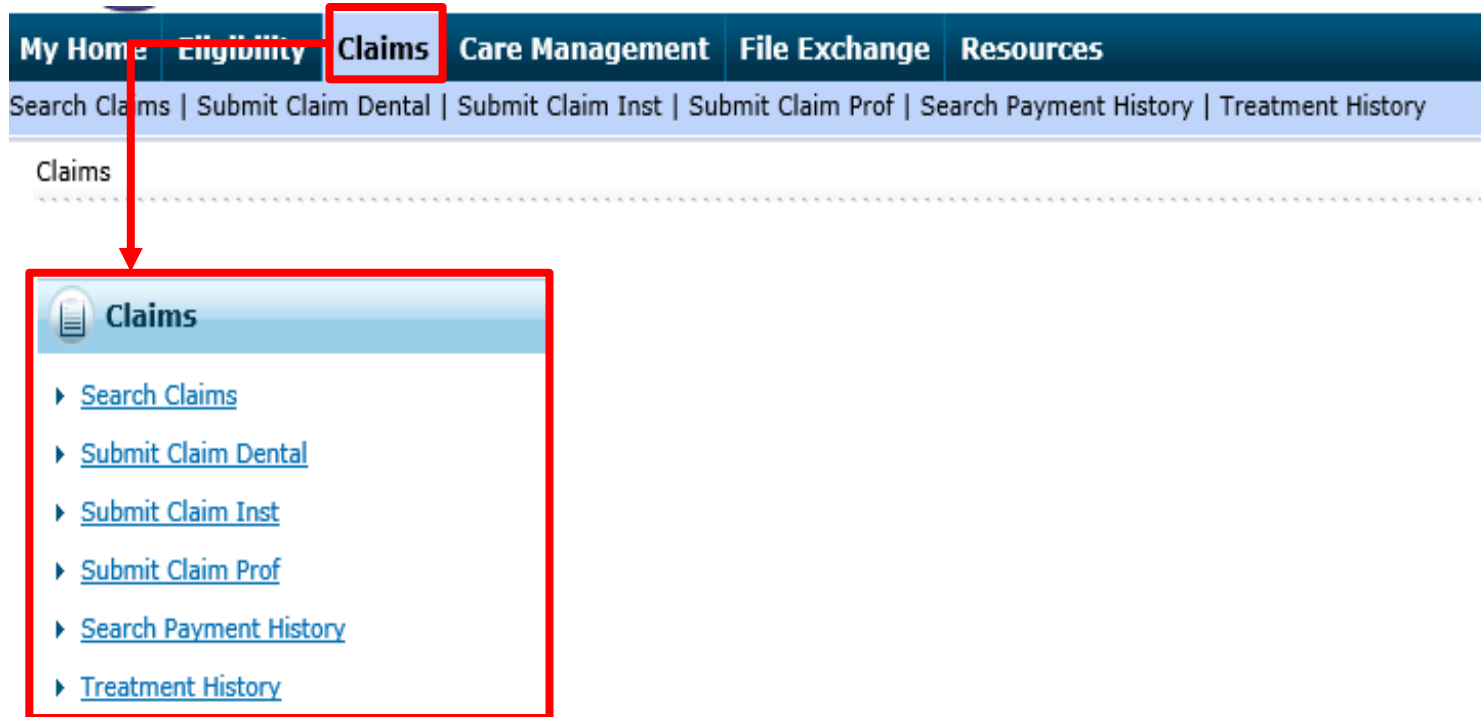 My Home Eligibility Claims Care Management File Exchange Resources
Search Claims | Submit Claim Dental | Submit Claim Inst | Submit Claim Prof | Search Payment History | Treatment History
Claims
Claims
Search Claims
Submit Claim Dental
Submit Claim Inst
Submit Claim Prof
Search Payment History
Treatment History